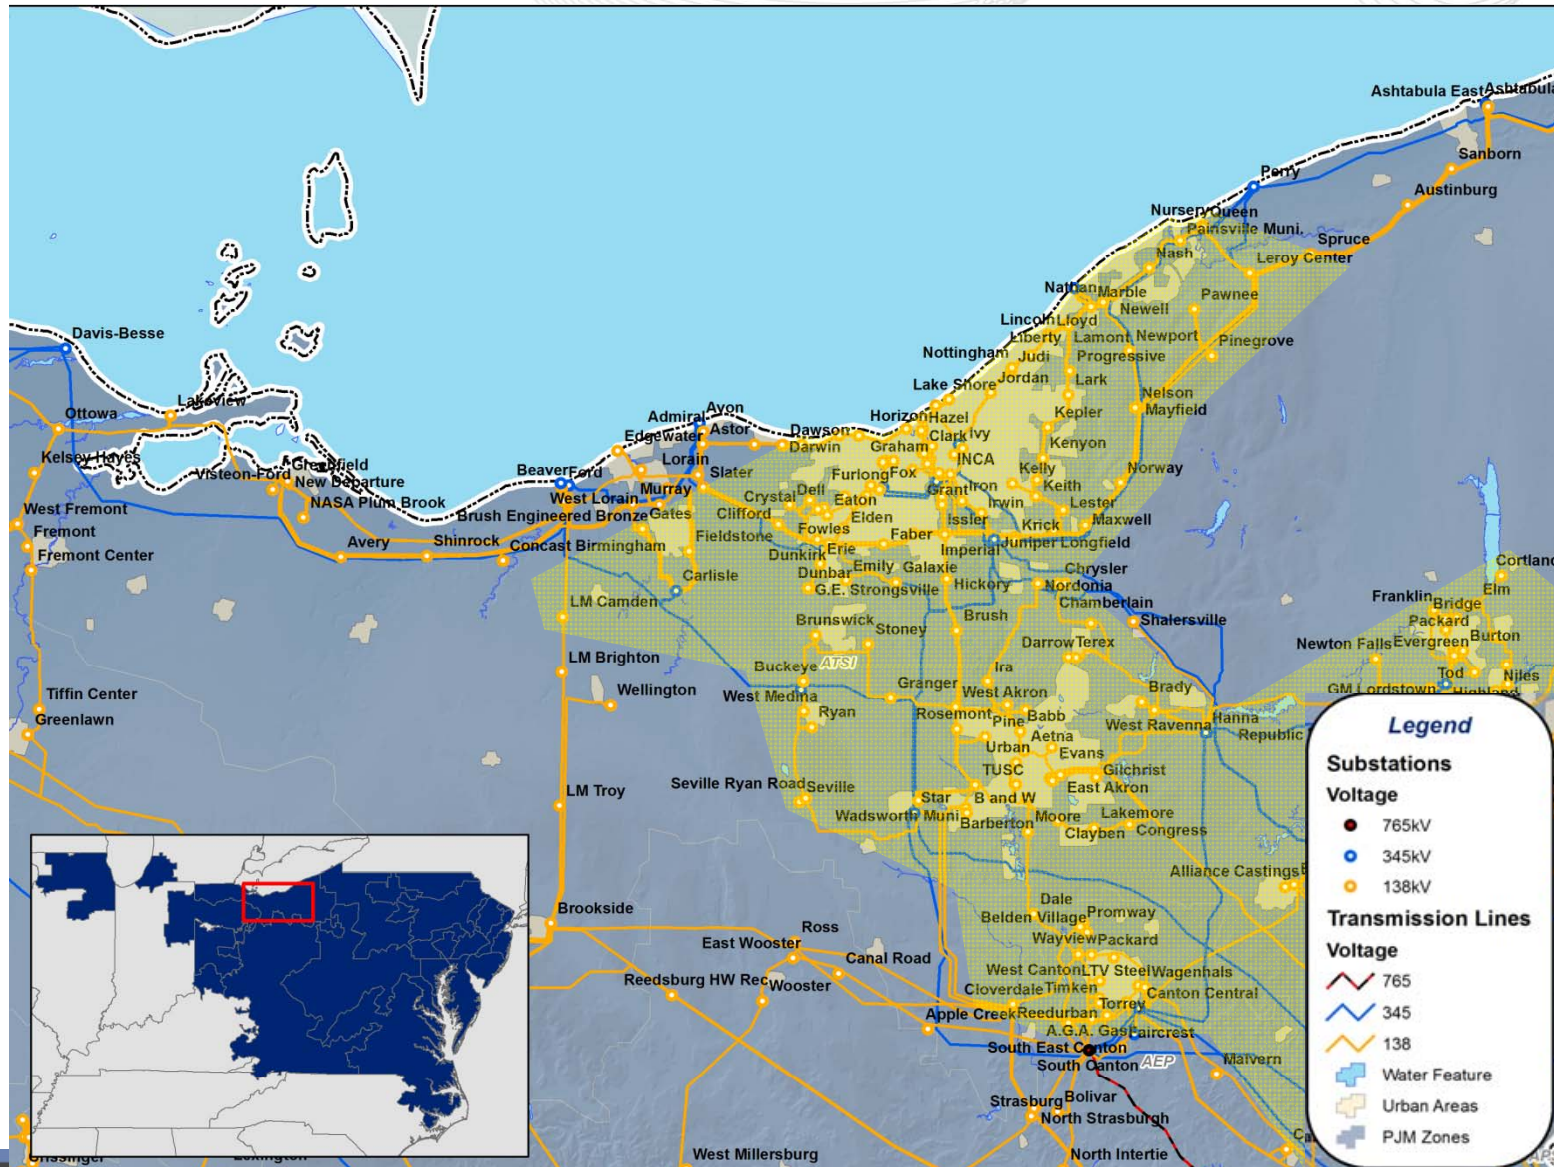 Ashtabula East
Ashtabula
Sanborn
Austinburg
Perry
Nursery
Queen
Painsville Muni.
Spruce
Leroy Center
Nash
Nathan
Marble
Pawnee
Newell
Lincoln
Lloyd
Liberty
Lamont
Newport
Pinegrove
Nottingham
Judi
Progressive
Davis-Besse
Lake Shore
Jordan
Lark
Nelson
Mayfield
Lakeview
Ottowa
Admiral
Avon
Horizon
Hazel
Kepler
Edgewater
Astor
Dawson
Clark
Ivy
Darwin
Graham
Kenyon
Kelsey Hayes
Greenfield
Visteon-Ford
New Departure
Lorain
INCA
Kelly
Norway
Beaver
Ford
Slater
Furlong
Fox
Keith
NASA Plum Brook
West Lorain
Murray
Crystal
Dell
Eaton
Grant
Iron
Irwin
Lester
West Fremont
Brush Engineered Bronze
Gates
Clifford
Elden
Issler
Krick
Maxwell
Fremont
Avery
Shinrock
Concast Birmingham
Fieldstone
Fowles
Faber
Imperial
Juniper
Longfield
Fremont Center
Dunkirk
Erie
Emily
Galaxie
Chrysler
Carlisle
Dunbar
Hickory
Nordonia
Cortland
G.E. Strongsville
Chamberlain
Elm
LM Camden
Franklin
Bridge
Brunswick
Stoney
Brush
Shalersville
Packard
Darrow
Terex
Newton Falls
Evergreen
Burton
LM Brighton
Buckeye
ATSI
Ira
Tod
Niles
Tiffin Center
Wellington
West Medina
Granger
West Akron
Brady
GM Lordstown
Highland
Greenlawn
Ryan
Rosemont
Pine
Babb
West Ravenna
Hanna
Republic
Aetna
Urban
Evans
TUSC
Gilchrist
LM Troy
Seville Ryan Road
Seville
Star
B and W
East Akron
Wadsworth Muni
Barberton
Moore
Lakemore
Clayben
Congress
Alliance Castings
Dale
Brookside
Belden Village
Promway
Ross
East Wooster
Wayview
Packard
Canal Road
Reedsburg
HW Rec
Wooster
West Canton
LTV Steel
Wagenhals
Cloverdale
Timken
Canton Central
Torrey
Apple Creek
Reedurban
A.G.A. Gas
Faircrest
South East Canton
South Canton
AEP
Malvern
Strasburg
Bolivar
North Strasburgh
West Millersburg
North Intertie
Legend
Substations
Voltage
765kV
345kV
138kV
Transmission Lines
Voltage
765
345
138
Water Feature
Urban Areas
PJM Zones